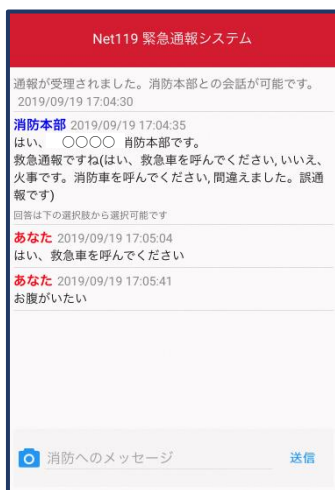 Net119 緊急通報システム
通報が受理されました。消防本部との会話が可能です。
2019/09/19 17:04:30
消防本部 2019/09/19 17:04:35
はい、 ○○○○ 消防本部です。
救急通報ですね(はい、救急車を呼んでください, いいえ、
火事です。消防車を呼んでください, 間違えました。誤通
報です)
回答は下の選択肢から選択可能です
あなた 2019/09/19 17:05:04
はい、救急車を呼んでください
あなた 2019/09/19 17:05:41
お腹がいたい
消防へのメッセージ 送信